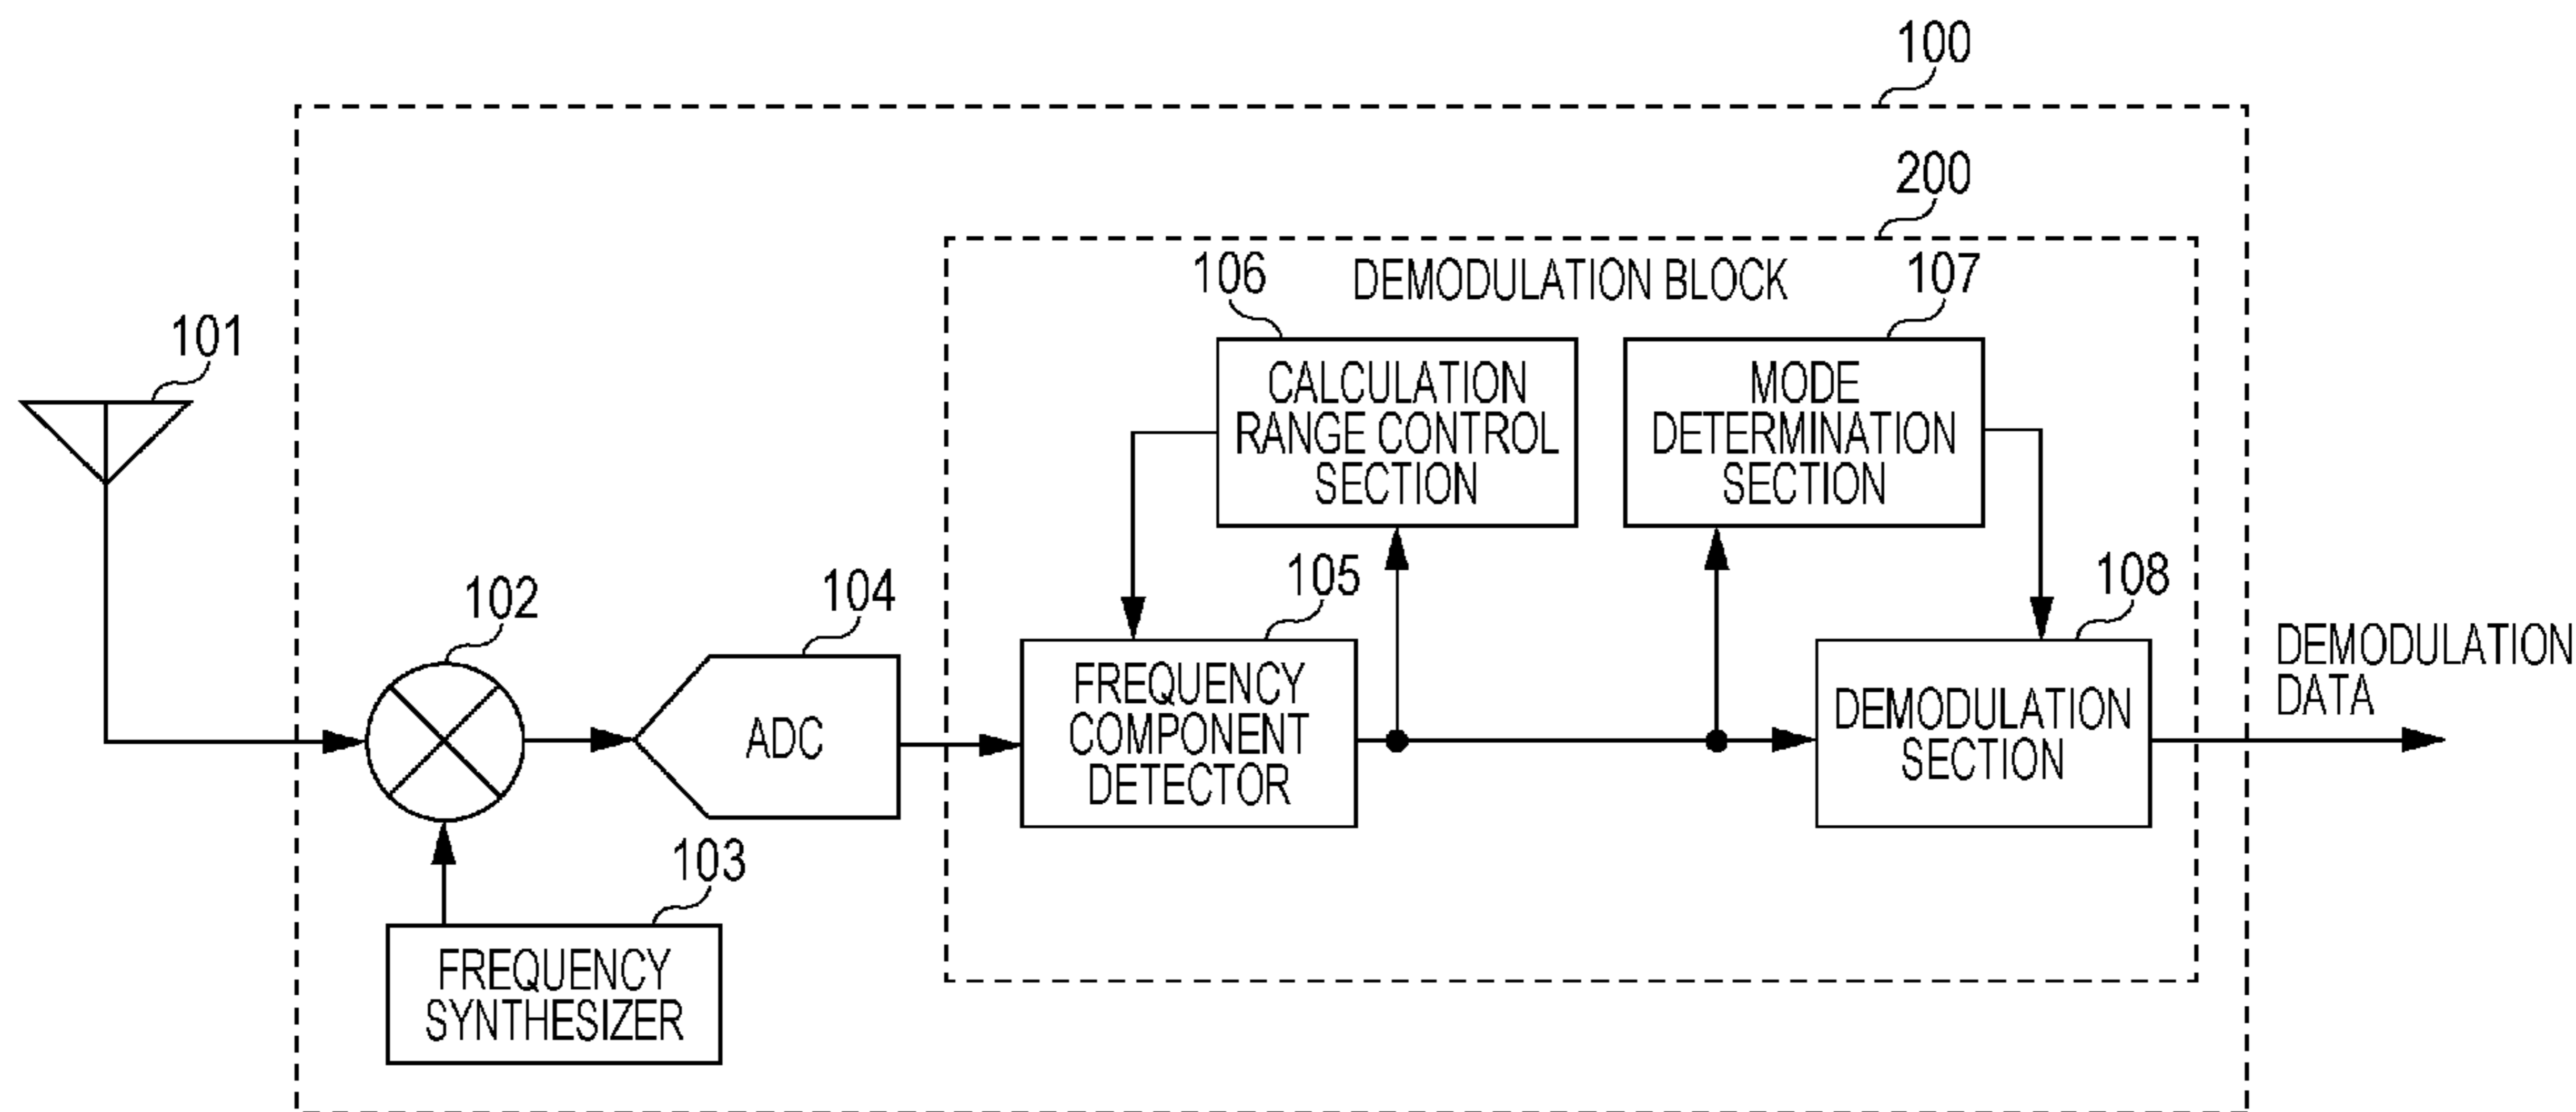 100
200
DEMODULATION BLOCK
106
107
101
CALCULATION
RANGE CONTROL
SECTION
MODE
DETERMINATION
SECTION
102
104
105
108
FREQUENCY
COMPONENT
DETECTOR
ADC
DEMODULATION
SECTION
DEMODULATION
DATA
103
FREQUENCY
SYNTHESIZER